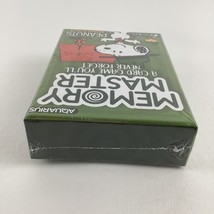 PEANUTS
A CARD GAME YOU'LL
NEVER FORGET!
MEMORY
MASTER
AQUARIUS